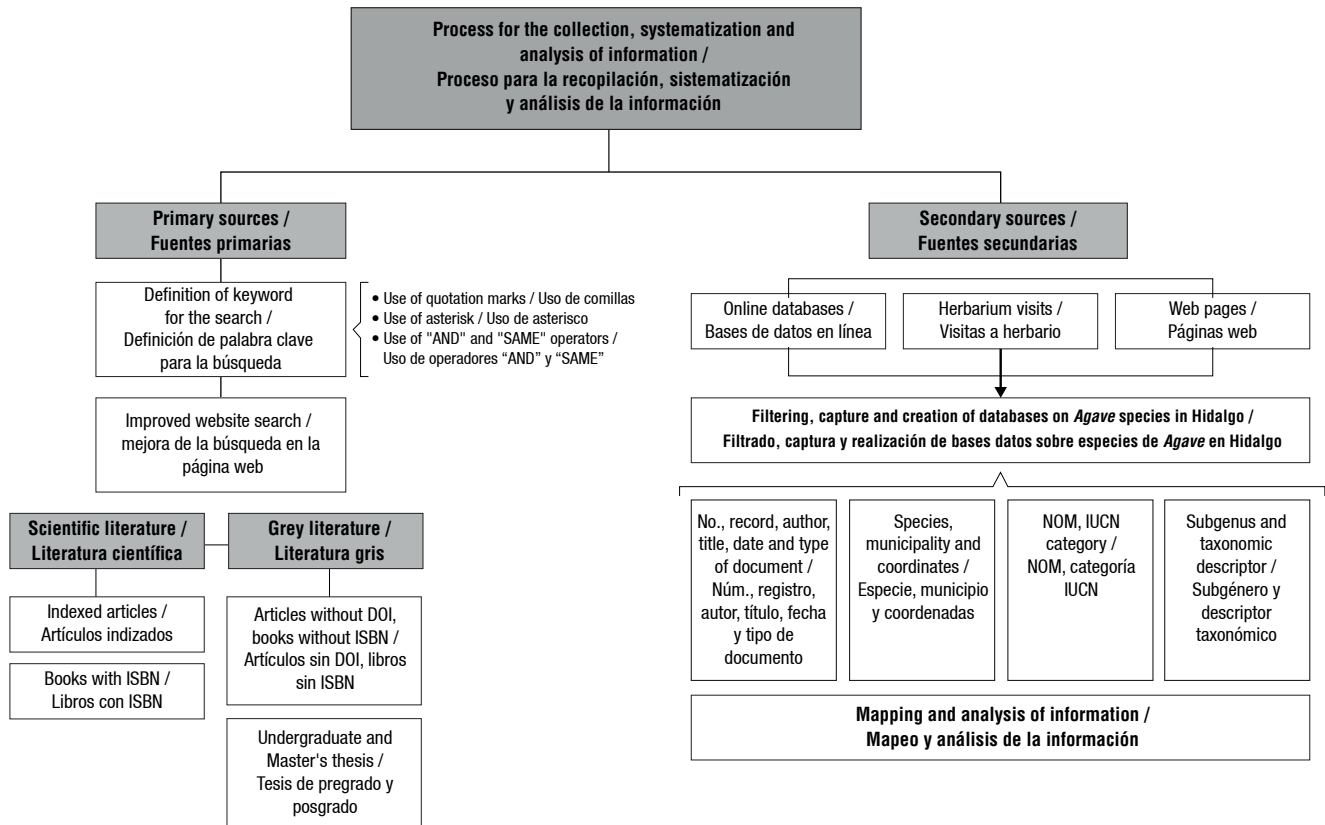 Process for the collection, systematization and
analysis of information /
Proceso para la recopilación, sistematización
y análisis de la información
Primary sources /
Fuentes primarias
Definition of keyword
for the search /
Definición de palabra clave
para la búsqueda
• Use of quotation marks / Uso de comillas
• Use of asterisk / Uso de asterisco
• Use of "AND" and "SAME" operators /
Uso de operadores “AND” y “SAME”
Improved website search /
mejora de la búsqueda en la
página web
Scientific literature /
Literatura científica
Grey literature /
Literatura gris
Indexed articles /
Artículos indizados
Books with ISBN /
Libros con ISBN
Articles without DOI,
books without ISBN /
Artículos sin DOI, libros
sin ISBN
Undergraduate and
Master's thesis /
Tesis de pregrado y
posgrado
Secondary sources /
Fuentes secundarias
Online databases /
Bases de datos en línea
Herbarium visits /
Visitas a herbario
Web pages /
Páginas web
Filtering, capture and creation of databases on Agave species in Hidalgo /
Filtrado, captura y realización de bases datos sobre especies de Agave en Hidalgo
No., record, author,
title, date and type
of document /
Núm., registro,
autor, título, fecha
y tipo de
documento
Species,
municipality and
coordinates /
Especie, municipio
y coordenadas
NOM, IUCN
category /
NOM, categoría
IUCN
Subgenus and
taxonomic
descriptor /
Subgénero y
descriptor
taxonómico
Mapping and analysis of information /
Mapeo y análisis de la información